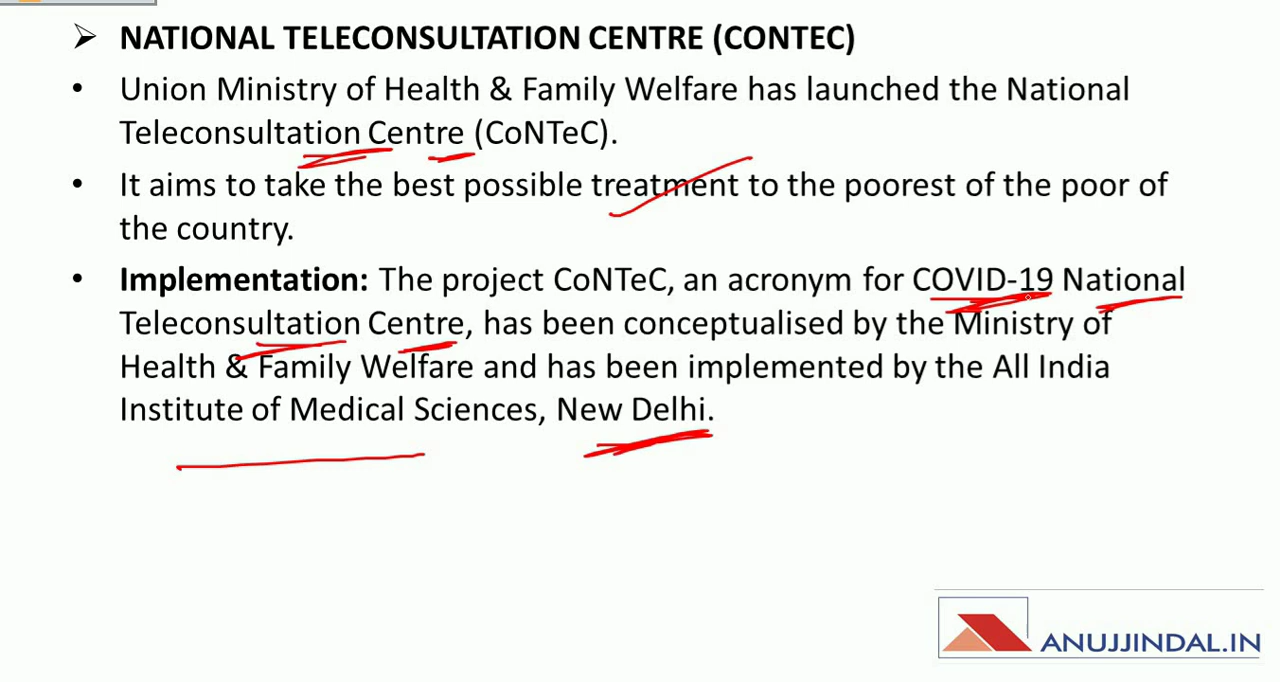 ➢ NATIONAL TELECONSULTATION CENTRE (CONTEC)
• Union Ministry of Health & Family Welfare has launched the National
Teleconsultation Centre (CoNTeC).
• It aims to take the best possible treatment to the poorest of the poor of
the country.
• Implementation: The project CoNTeC, an acronym for COVID-19 National
Teleconsultation Centre, has been conceptualised by the Ministry of
Health & Family Welfare and has been implemented by the All India
Institute of Medical Sciences, New Delhi.
ANUJJINDAL.IN